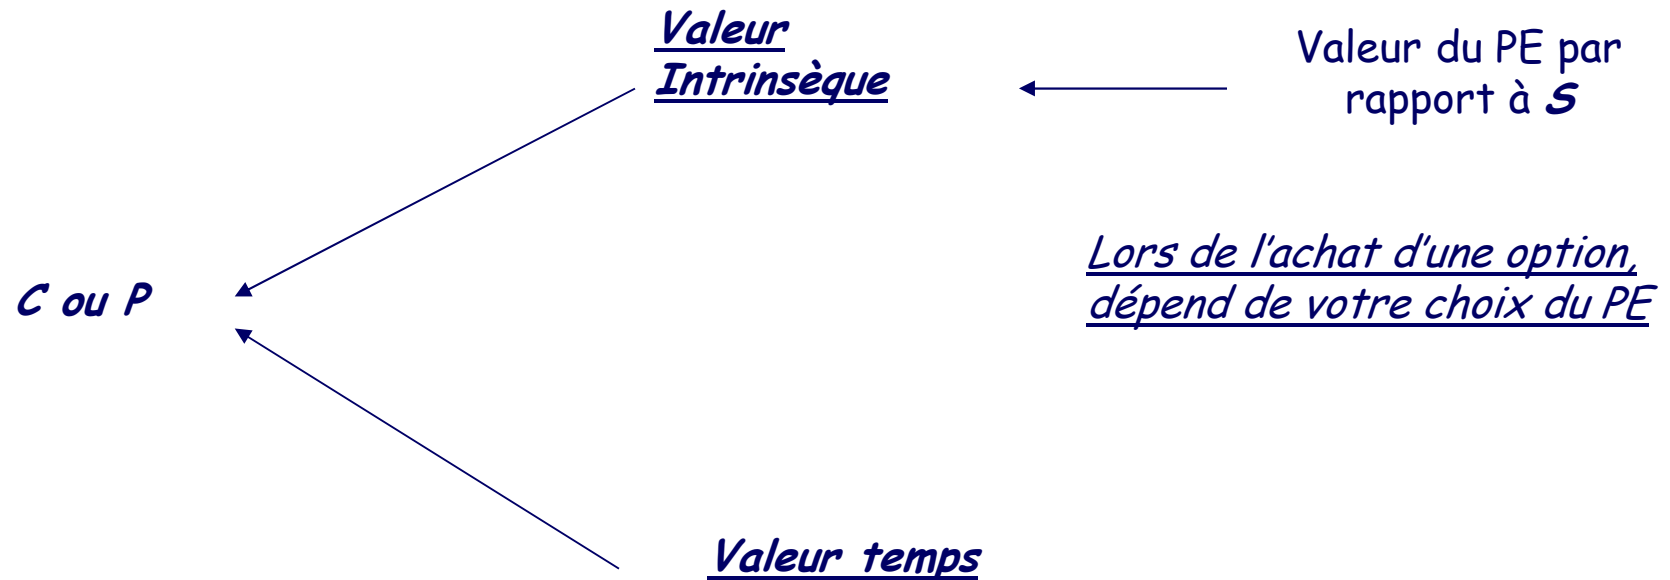 Valeur
Intrinsèque
Valeur du PE par
rapport à S
Lors de l'achat d'une option,
dépend de votre choix du PE
C ou P
Valeur temps